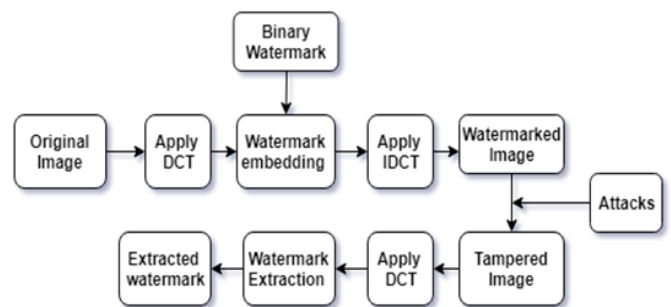 Binary
Watermark
Original
Image
Apply
DCT
Watermark
embedding
Apply
IDCT
Watermarked
Image
Attacks
Extracted
watermark
Watermark
Extraction
Apply
DCT
Tampered
Image